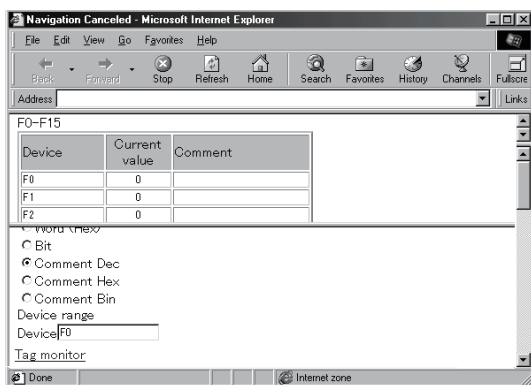 Navigation Canceled - Microsoft Internet Explorer
File Edit View Go Favorites Help
Back Forward Stop Refresh Home Search Favorites History Channels Fullscre
Address Links
F0-F15
Device Current value Comment
F0 0
F1 0
F2 0
Word (Hex)
Bit
Comment Dec
Comment Hex
Comment Bin
Device range
Device F0
Tag monitor
Done Internet zone